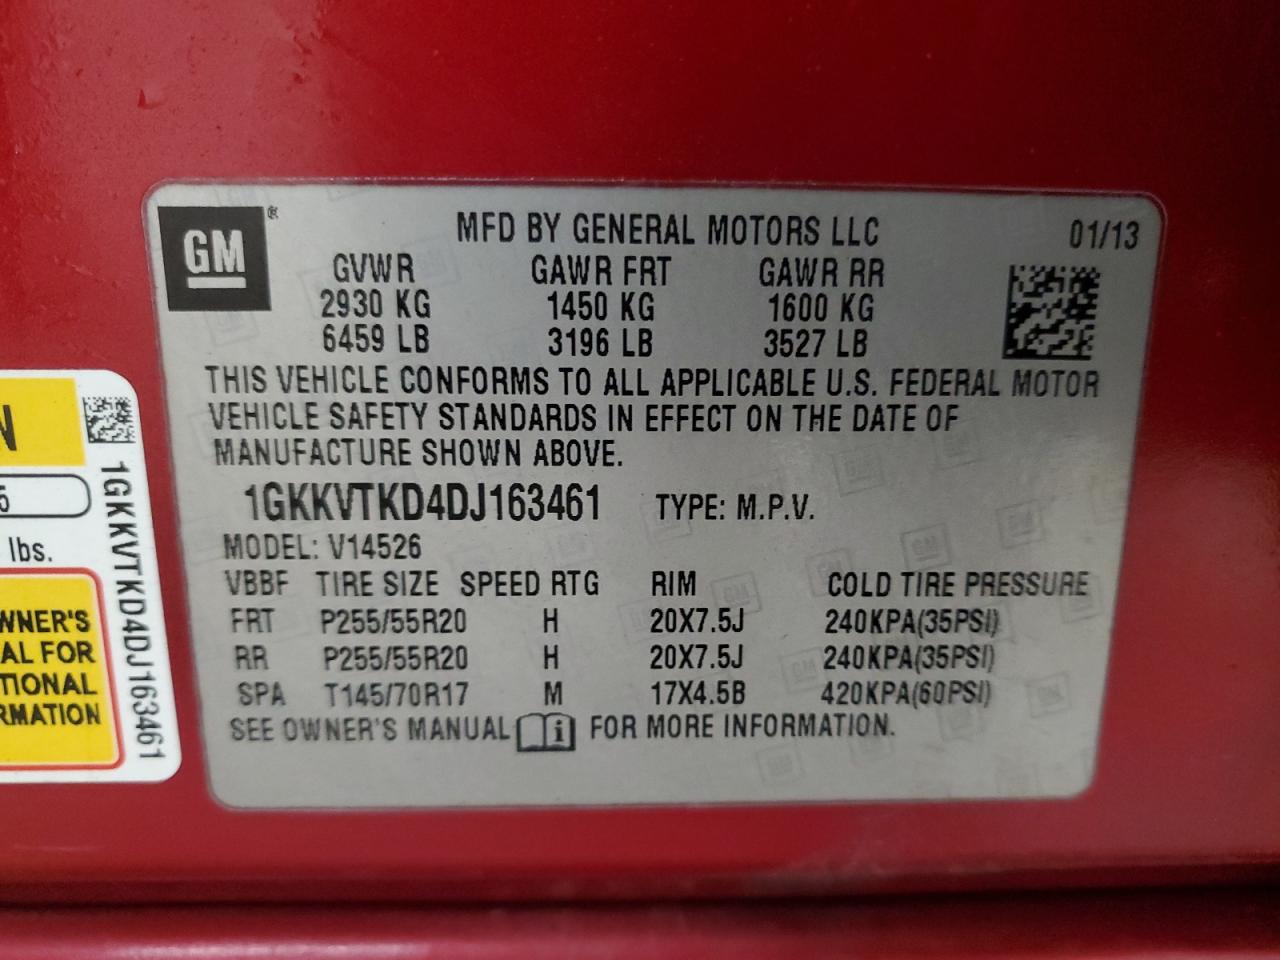 GM®
MFD BY GENERAL MOTORS LLC 01/13
GVWR GAWR FRT GAWR RR
2930 KG 1450 KG 1600 KG
6459 LB 3196 LB 3527 LB
THIS VEHICLE CONFORMS TO ALL APPLICABLE U.S. FEDERAL MOTOR
VEHICLE SAFETY STANDARDS IN EFFECT ON THE DATE OF
MANUFACTURE SHOWN ABOVE.
1GKKVTKD4DJ163461 TYPE: M.P.V.
MODEL: V14526
VBBF TIRE SIZE SPEED RTG RIM COLD TIRE PRESSURE
FRT P255/55R20 H 20X7.5J 240KPA(35PSI)
RR P255/55R20 H 20X7.5J 240KPA(35PSI)
SPA T145/70R17 M 17X4.5B 420KPA(60PSI)
SEE OWNER'S MANUAL i FOR MORE INFORMATION.
N
5
lbs.
WNER'S
AL FOR
TIONAL
RMATION
1GKKVTKD4DJ163461